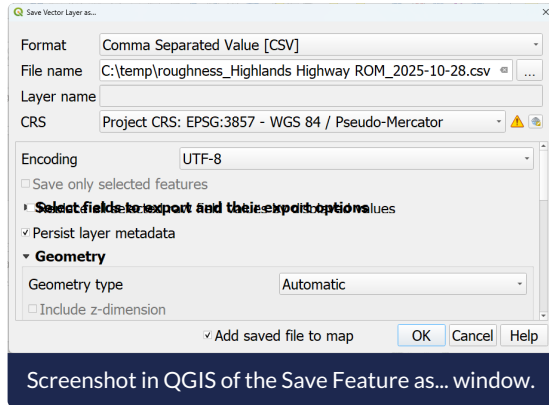 Save Vector Layer as...
Format Comma Separated Value [CSV]
File name C:\temp\roughness_Highlands Highway ROM_2025-10-28.csv ...
Layer name
CRS Project CRS: EPSG:3857 - WGS 84 / Pseudo-Mercator
Encoding UTF-8
Save only selected features
Select fields to export and their export options
Persist layer metadata
Geometry
Geometry type Automatic
Include z-dimension
Add saved file to map OK Cancel Help
Screenshot in QGIS of the Save Feature as... window.